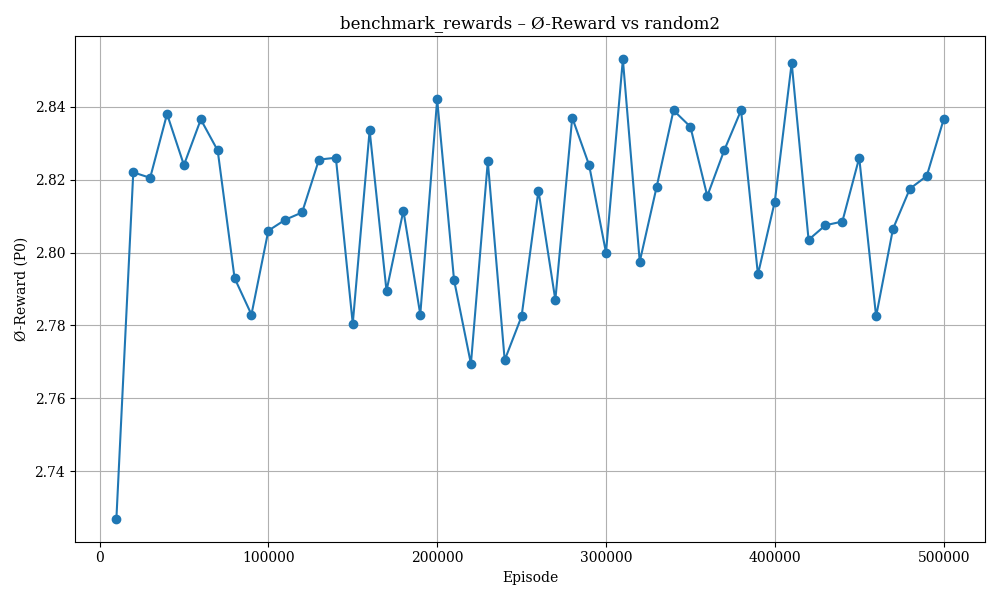 benchmark_rewards – Ø-Reward vs random2
Ø-Reward (P0)
2.84
2.82
2.80
2.78
2.76
2.74
0 100000 200000 300000 400000 500000
Episode